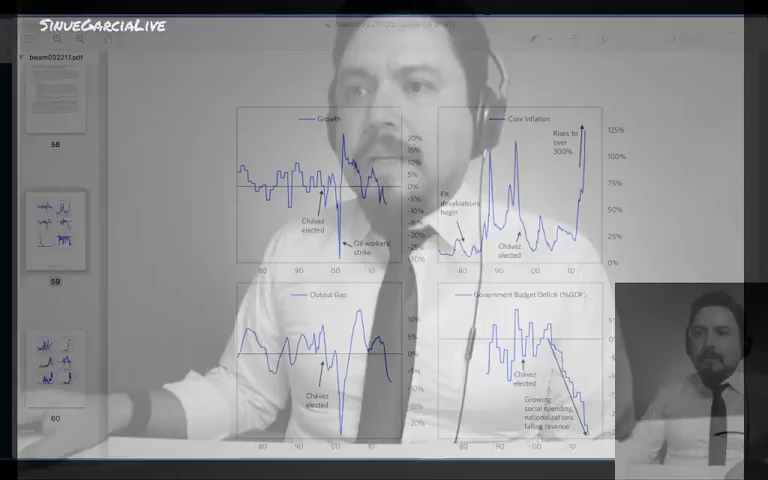 SINUEGARCIALIVE
bwam032217.pdf
58
59
60
Growth
20%
15%
10%
5%
0%
-5%
-10%
-15%
-20%
-25%
-30%
Chávez
elected
Oil workers'
strike
80 90 00 10
Core Inflation
Rises to
over
300%
125%
100%
75%
50%
25%
0%
FX
devaluations
begin
Chávez
elected
80 90 00 10
Output Gap
10%
5%
0%
-5%
-10%
-20%
Chávez
elected
80 90 00 10
Government Budget Deficit (%GDP)
Chávez
elected
Growing
social spending,
nationalizations,
falling revenue
80 90 00 10